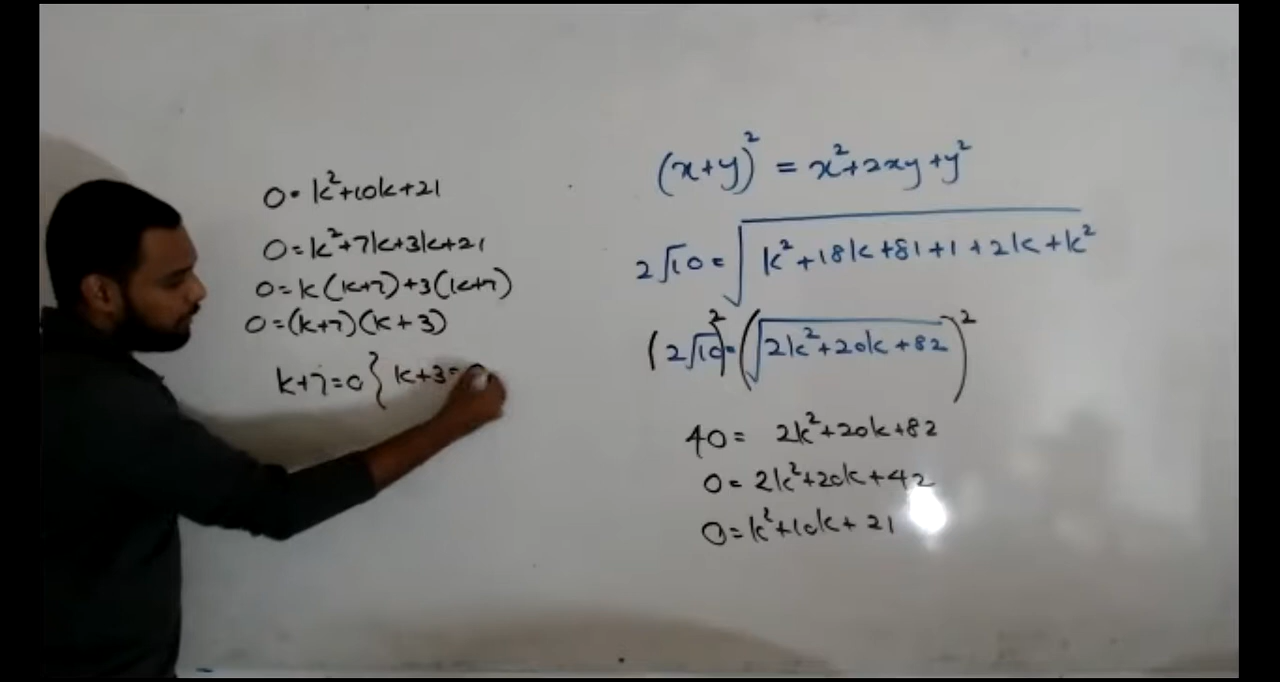 0=k²+10k+21
0=k²+7k+3k+21
0=k(k+7)+3(k+7)
0=(k+7)(k+3)
k+7=0 } k+3=0
(x+y)² = x²+2xy+y²
2√10 = √(k²+18k+81+1+2k+k²)
(2√10)² = (√(2k²+20k+82))²
40 = 2k²+20k+82
0 = 2k²+20k+42
0=k²+10k+21